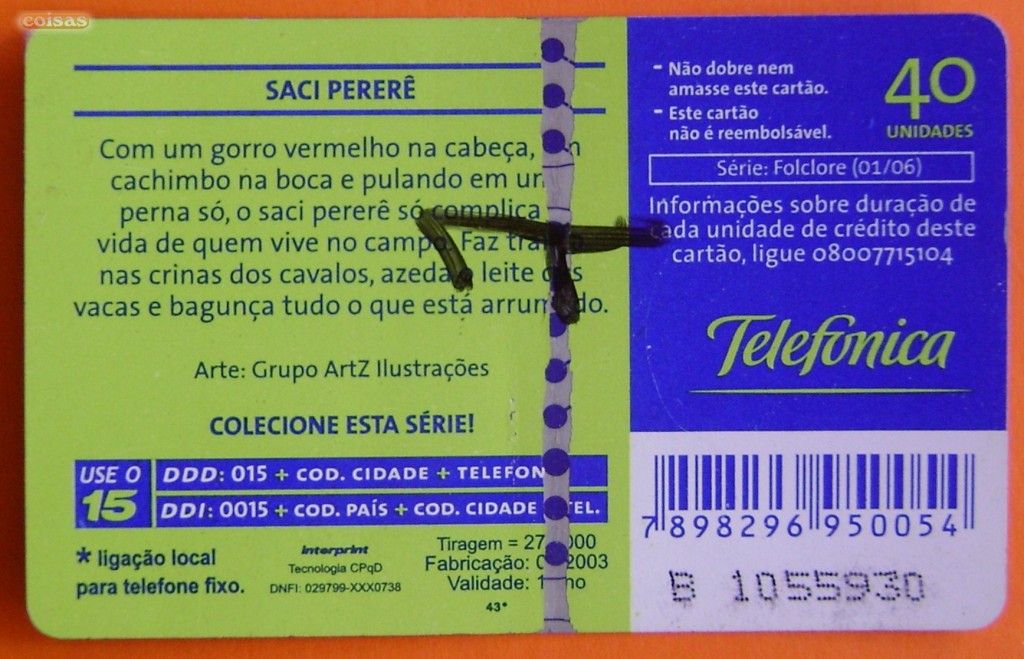 coisas
SACI PERERÊ
Com um gorro vermelho na cabeça,
cachimbo na boca e pulando em
perna só, o saci pererê só complica
vida de quem vive no campo. Faz
nas crinas dos cavalos, azeda o leite
vacas e bagunça tudo o que está
Arte: Grupo ArtZ Ilustrações
COLECIONE ESTA SÉRIE!
USE O
15
DDD: 015 + COD. CIDADE + TELEFON
DDI: 0015 + COD. PAÍS + COD. CIDADE TEL.
* ligação local
para telefone fixo.
interprint
Tecnologia CPqD
DNFI: 029799-XXX0738
Tiragem =
Fabricação: 2003
Validade:
43*
- Não dobre nem
amasse este cartão.
- Este cartão
não é reembolsável.
40
UNIDADES
Série: Folclore (01/06)
Informações sobre duração de
cada unidade de crédito deste
cartão, ligue 08007715104
Telefonica
7 898296 950054
B 1055930